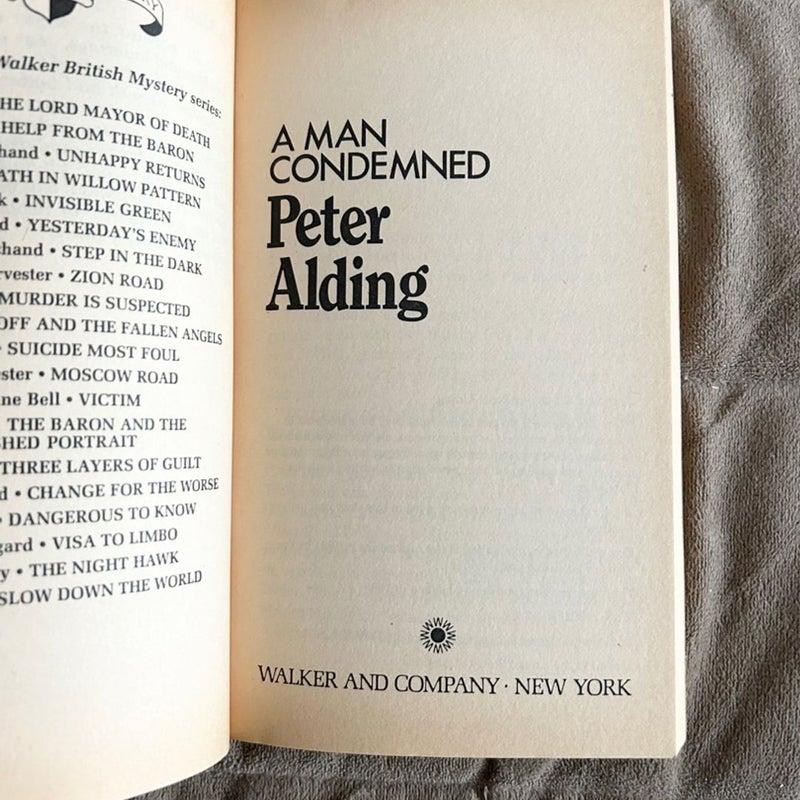 Walker British Mystery series:
HE LORD MAYOR OF DEATH
HELP FROM THE BARON
hand • UNHAPPY RETURNS
ATH IN WILLOW PATTERN
k • INVISIBLE GREEN
d • YESTERDAY'S ENEMY
chand • STEP IN THE DARK
rvester • ZION ROAD
MURDER IS SUSPECTED
OFF AND THE FALLEN ANGELS
• SUICIDE MOST FOUL
ester • MOSCOW ROAD
ine Bell • VICTIM
THE BARON AND THE
SHED PORTRAIT
THREE LAYERS OF GUILT
d • CHANGE FOR THE WORSE
• DANGEROUS TO KNOW
gard • VISA TO LIMBO
y • THE NIGHT HAWK
SLOW DOWN THE WORLD
A MAN
CONDEMNED
Peter
Alding
WALKER AND COMPANY · NEW YORK